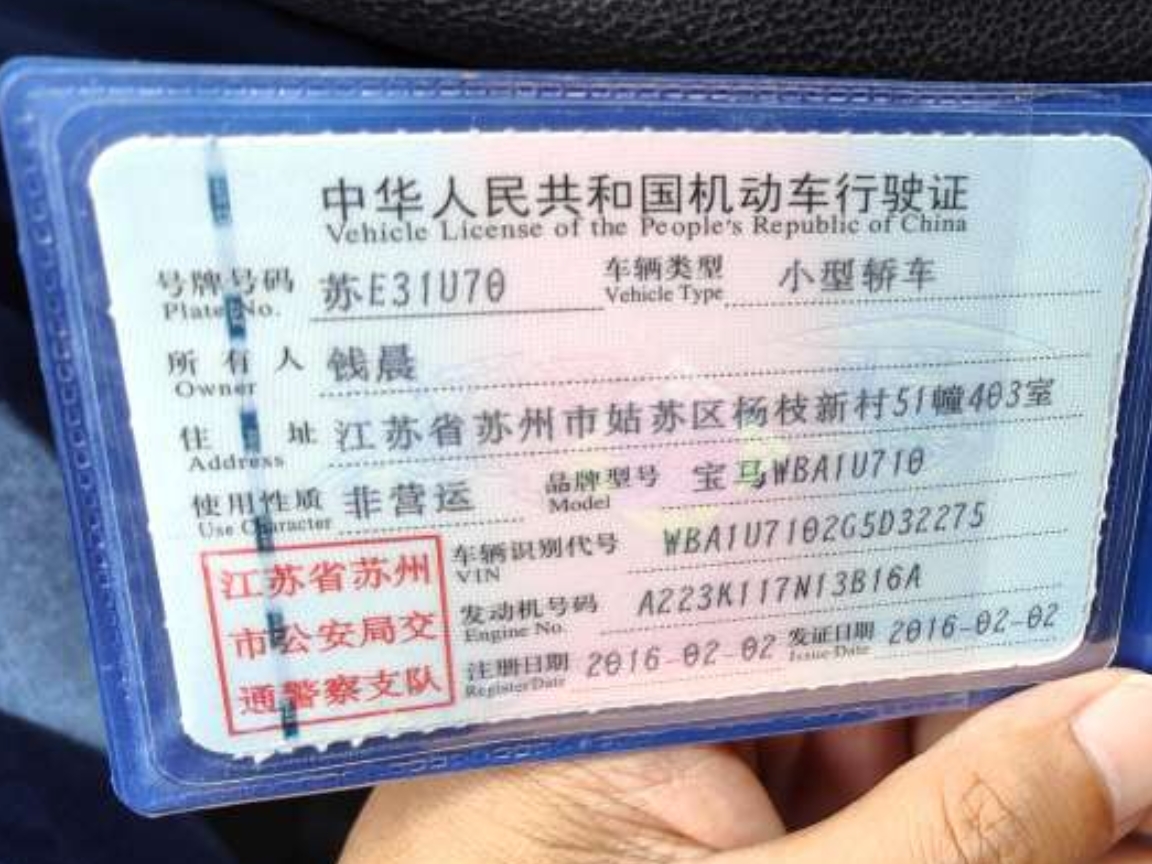 中华人民共和国机动车行驶证
Vehicle License of the People's Republic of China
号牌号码 苏E31U70 车辆类型 小型轿车
Plate No. Vehicle Type
所有人 钱晨
Owner
住址 江苏省苏州市姑苏区杨枝新村51幢403室
Address
使用性质 非营运 品牌型号 宝马WBA1U710
Use Character Model
车辆识别代号 WBA1U7102G5D32275
VIN
发动机号码 A223K117N13B16A
Engine No.
注册日期 2016-02-02 发证日期 2016-02-02
Register Date Issue Date
江苏省苏州
市公安局交
通警察支队